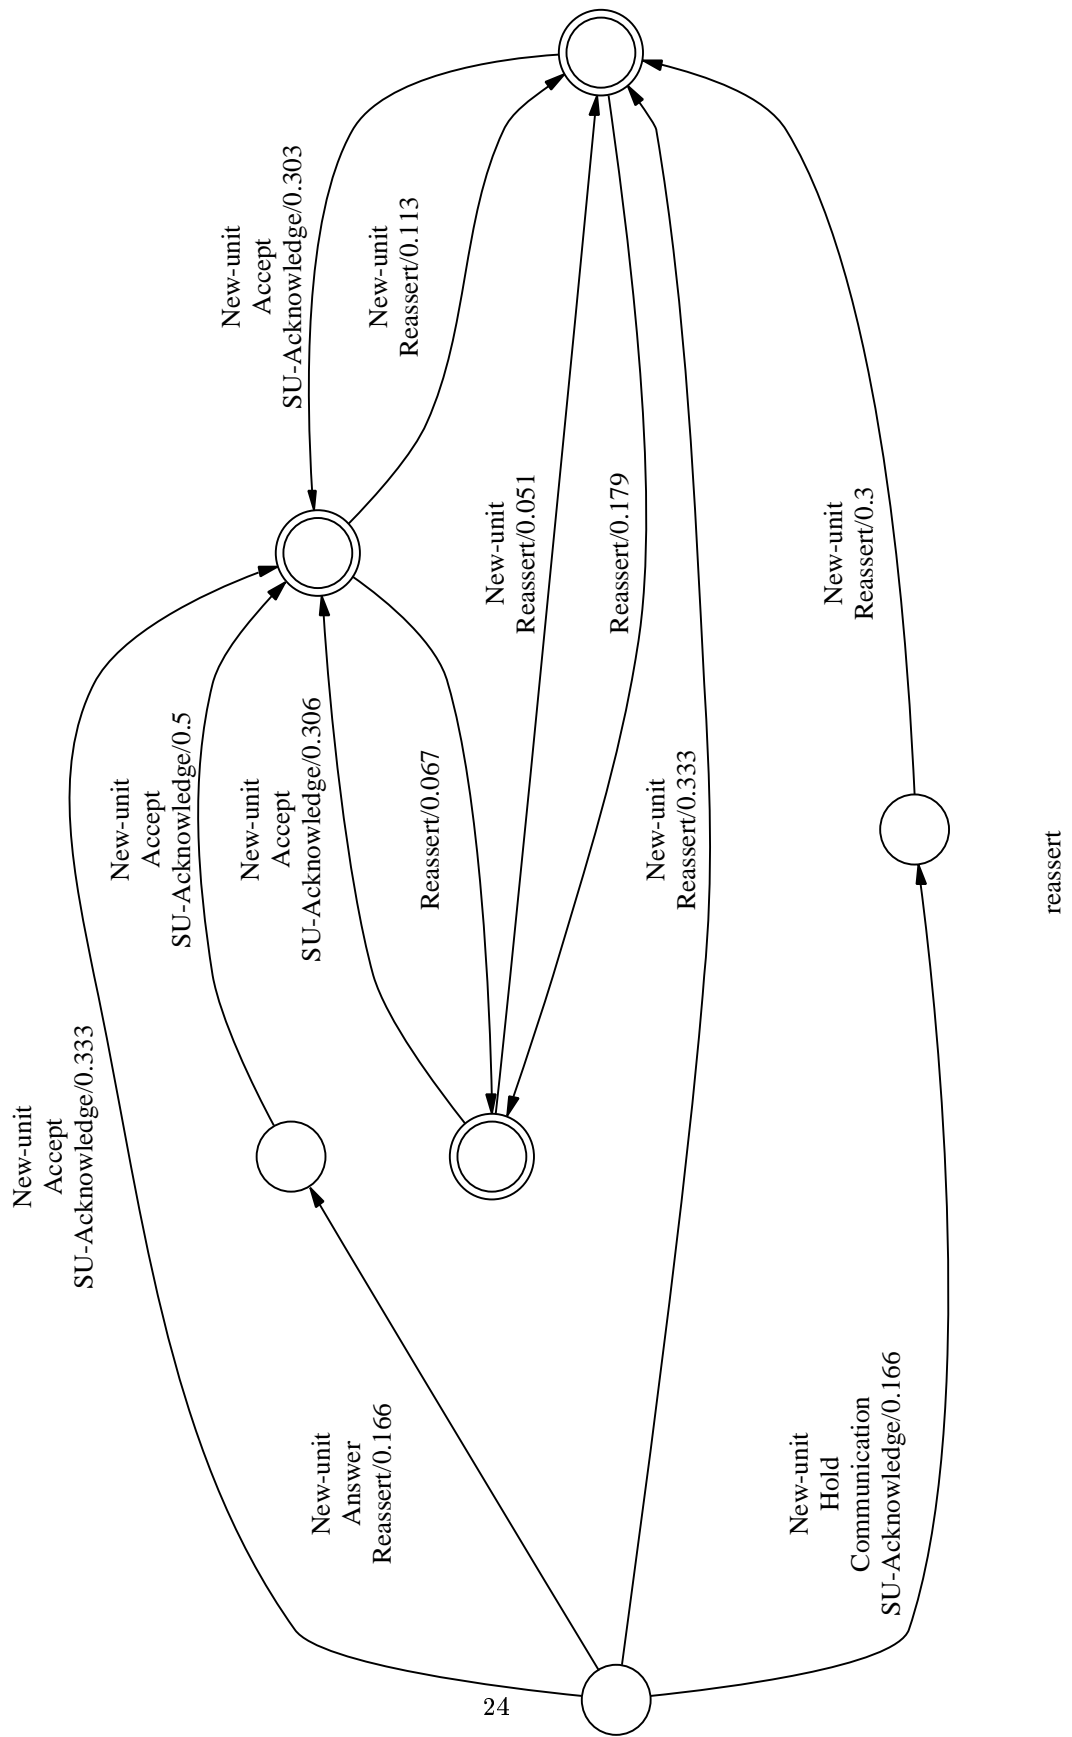 New-unit
Accept
SU-Acknowledge/0.333
New-unit
Accept
SU-Acknowledge/0.5
New-unit
Accept
SU-Acknowledge/0.303
New-unit
Accept
SU-Acknowledge/0.306
New-unit
Answer
Reassert/0.166
New-unit
Reassert/0.113
Reassert/0.067
New-unit
Reassert/0.051
Reassert/0.179
New-unit
Reassert/0.333
New-unit
Hold
Communication
SU-Acknowledge/0.166
New-unit
Reassert/0.3
reassert
24